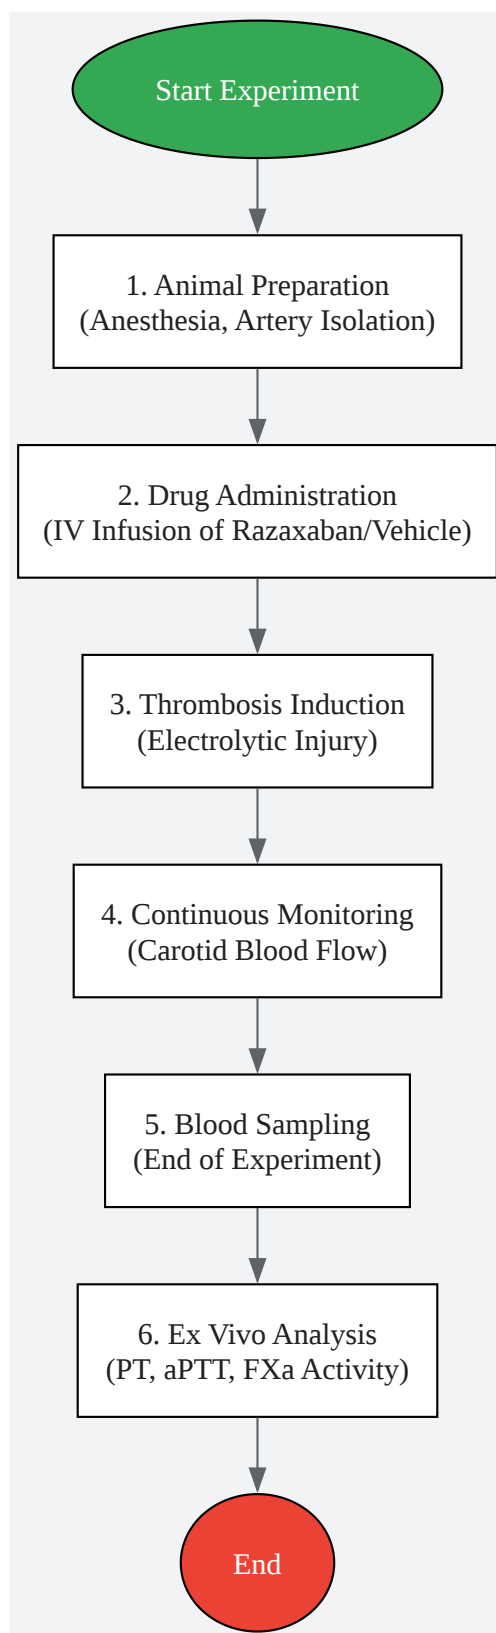 Start Experiment
1. Animal Preparation
(Anesthesia, Artery Isolation)
2. Drug Administration
(IV Infusion of Razaxaban/Vehicle)
3. Thrombosis Induction
(Electrolytic Injury)
4. Continuous Monitoring
(Carotid Blood Flow)
5. Blood Sampling
(End of Experiment)
6. Ex Vivo Analysis
(PT, aPTT, FXa Activity)
End